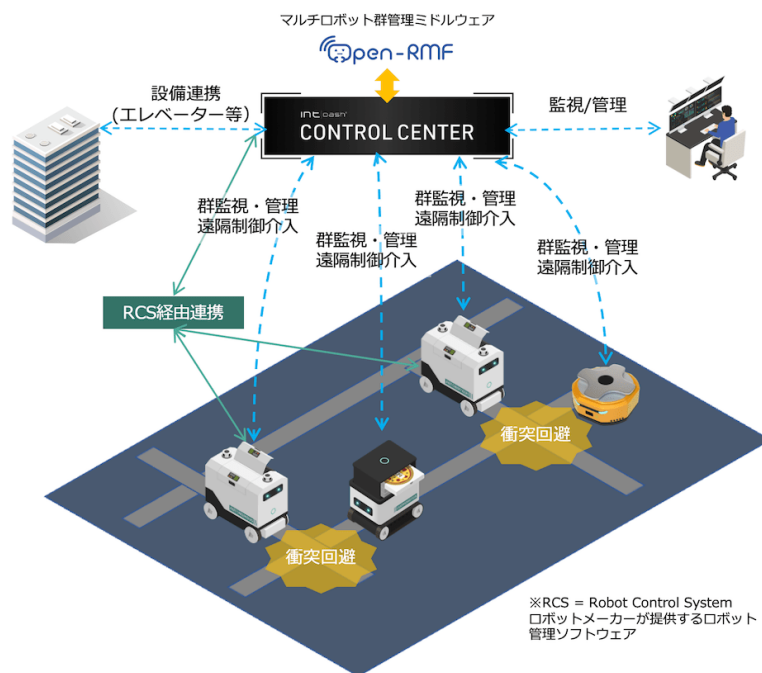 マルチロボット群管理ミドルウェア
Open-RMF
設備連携
(エレベーター等)
intdash
CONTROL CENTER
監視/管理
群監視・管理
遠隔制御介入
群監視・管理
遠隔制御介入
群監視・管理
遠隔制御介入
群監視・管理
遠隔制御介入
RCS経由連携
衝突回避
衝突回避
※RCS = Robot Control System
ロボットメーカーが提供するロボット
管理ソフトウェア